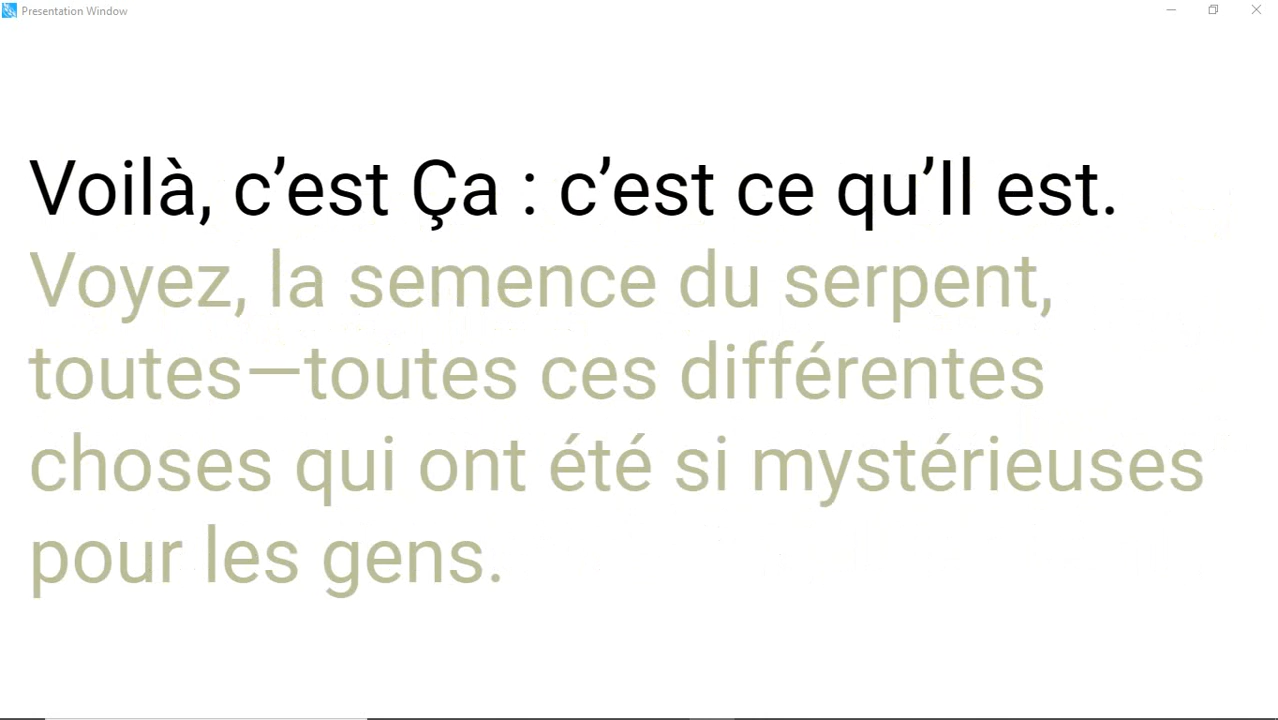 Presentation Window
Voilà, c’est Ça : c’est ce qu’Il est.
Voyez, la semence du serpent,
toutes—toutes ces différentes
choses qui ont été si mystérieuses
pour les gens.